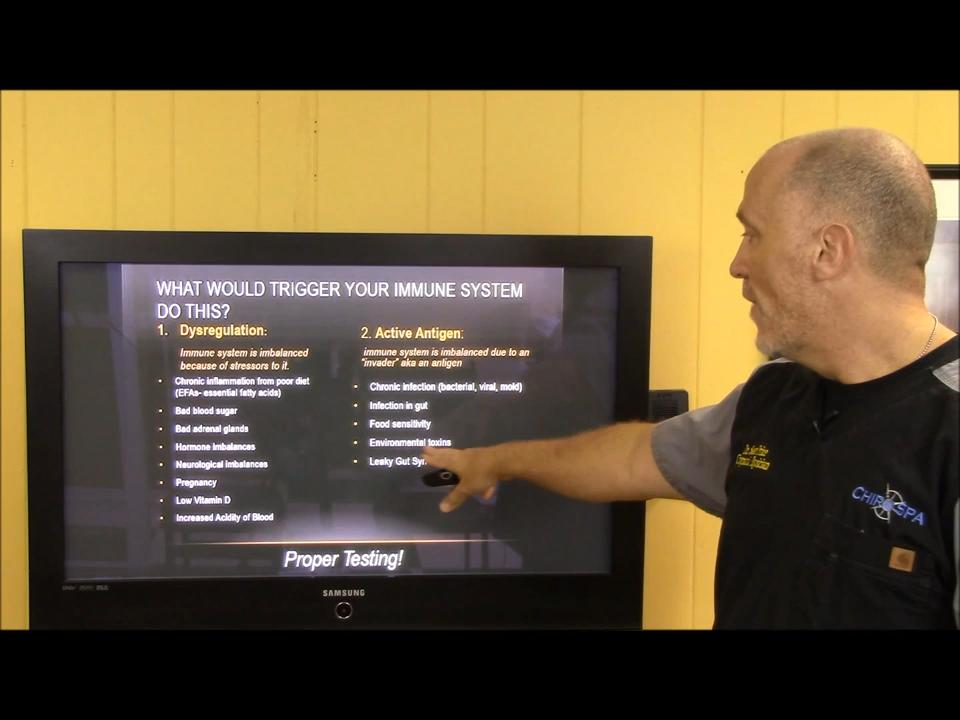 WHAT WOULD TRIGGER YOUR IMMUNE SYSTEM
DO THIS?
1. Dysregulation:
Immune system is imbalanced
because of stressors to it.
• Chronic inflammation from poor diet
(EFAs- essential fatty acids)
• Bad blood sugar
• Bad adrenal glands
• Hormone imbalances
• Neurological imbalances
• Pregnancy
• Low Vitamin D
• Increased Acidity of Blood
2. Active Antigen:
immune system is imbalanced due to an
"invader" aka an antigen
• Chronic infection (bacterial, viral, mold)
• Infection in gut
• Food sensitivity
• Environmental toxins
• Leaky Gut
Proper Testing!
SAMSUNG
CHIR SPA
Carhartt